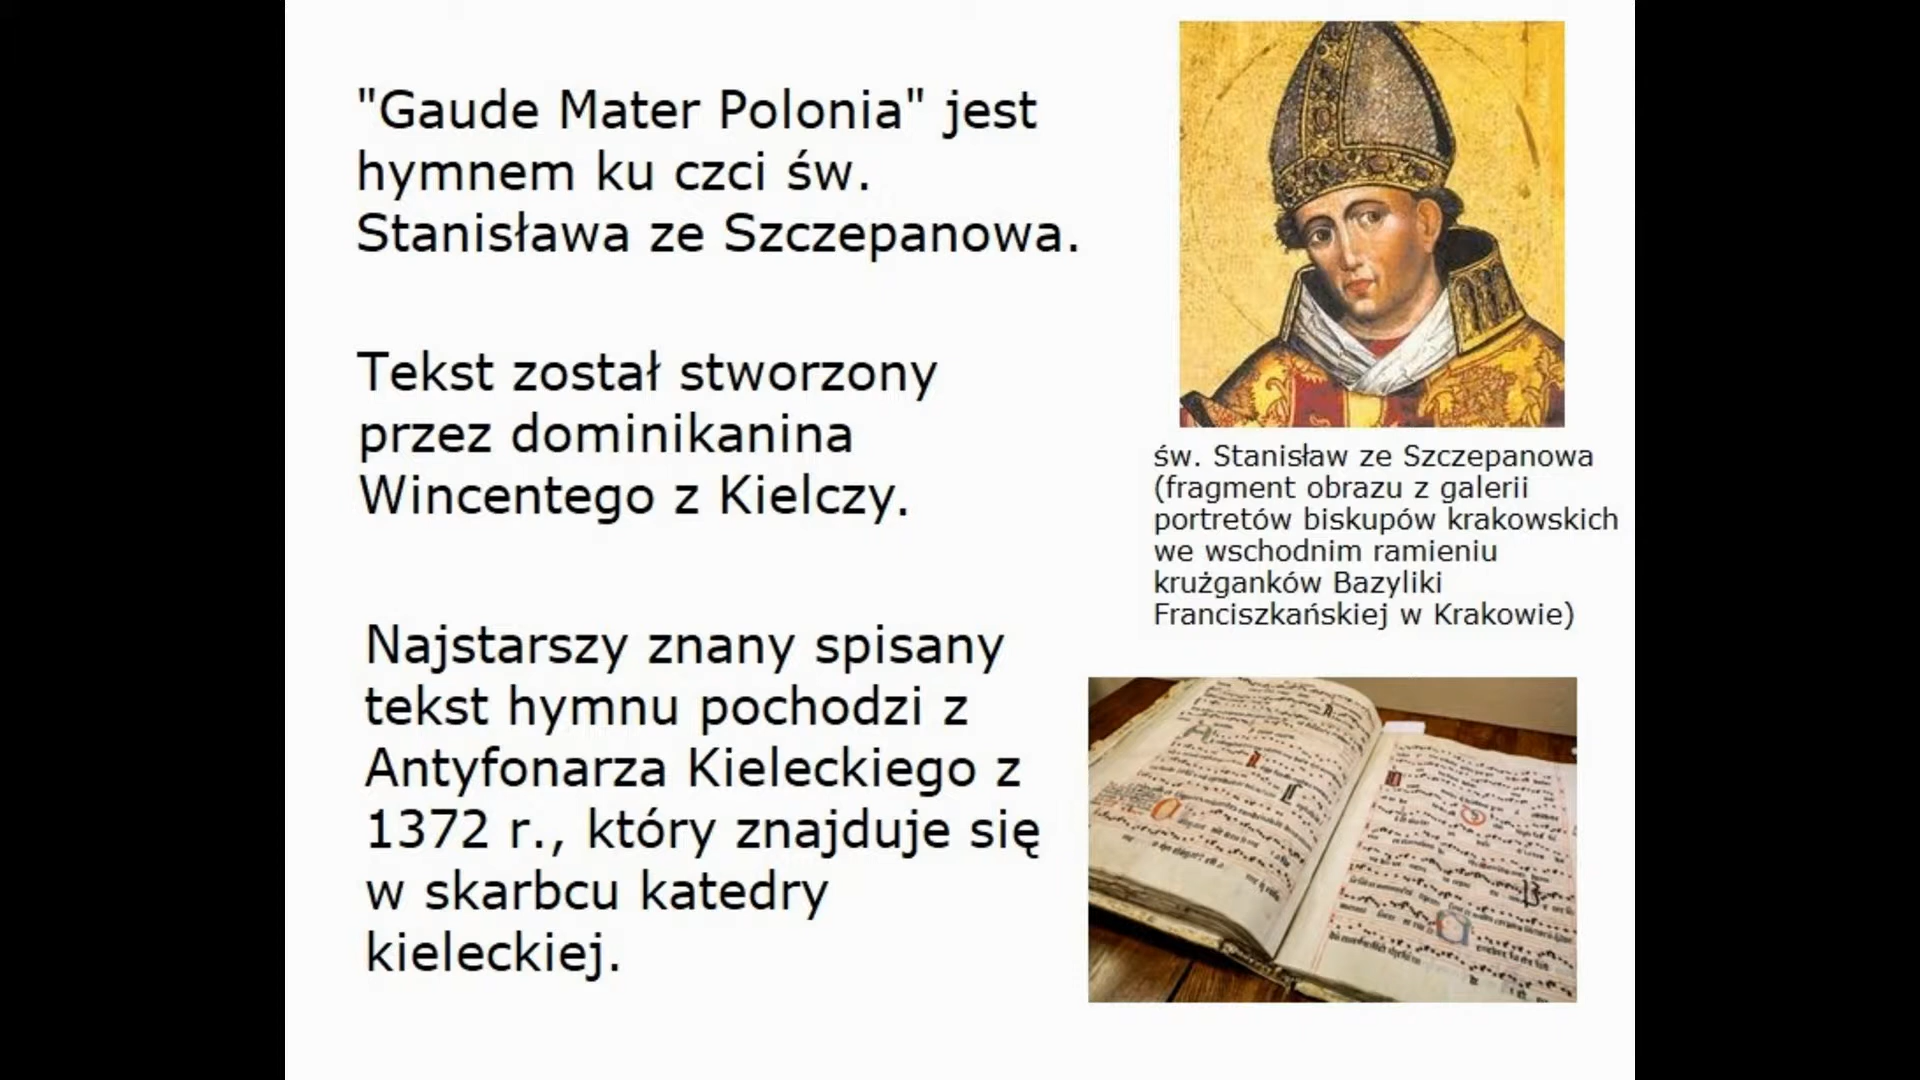 "Gaude Mater Polonia" jest
hymnem ku czci św.
Stanisława ze Szczepanowa.
Tekst został stworzony
przez dominikanina
Wincentego z Kielczy.
Najstarszy znany spisany
tekst hymnu pochodzi z
Antyfonarza Kieleckiego z
1372 r., który znajduje się
w skarbcu katedry
kieleckiej.
św. Stanisław ze Szczepanowa
(fragment obrazu z galerii
portretów biskupów krakowskich
we wschodnim ramieniu
krużganków Bazyliki
Franciszkańskiej w Krakowie)